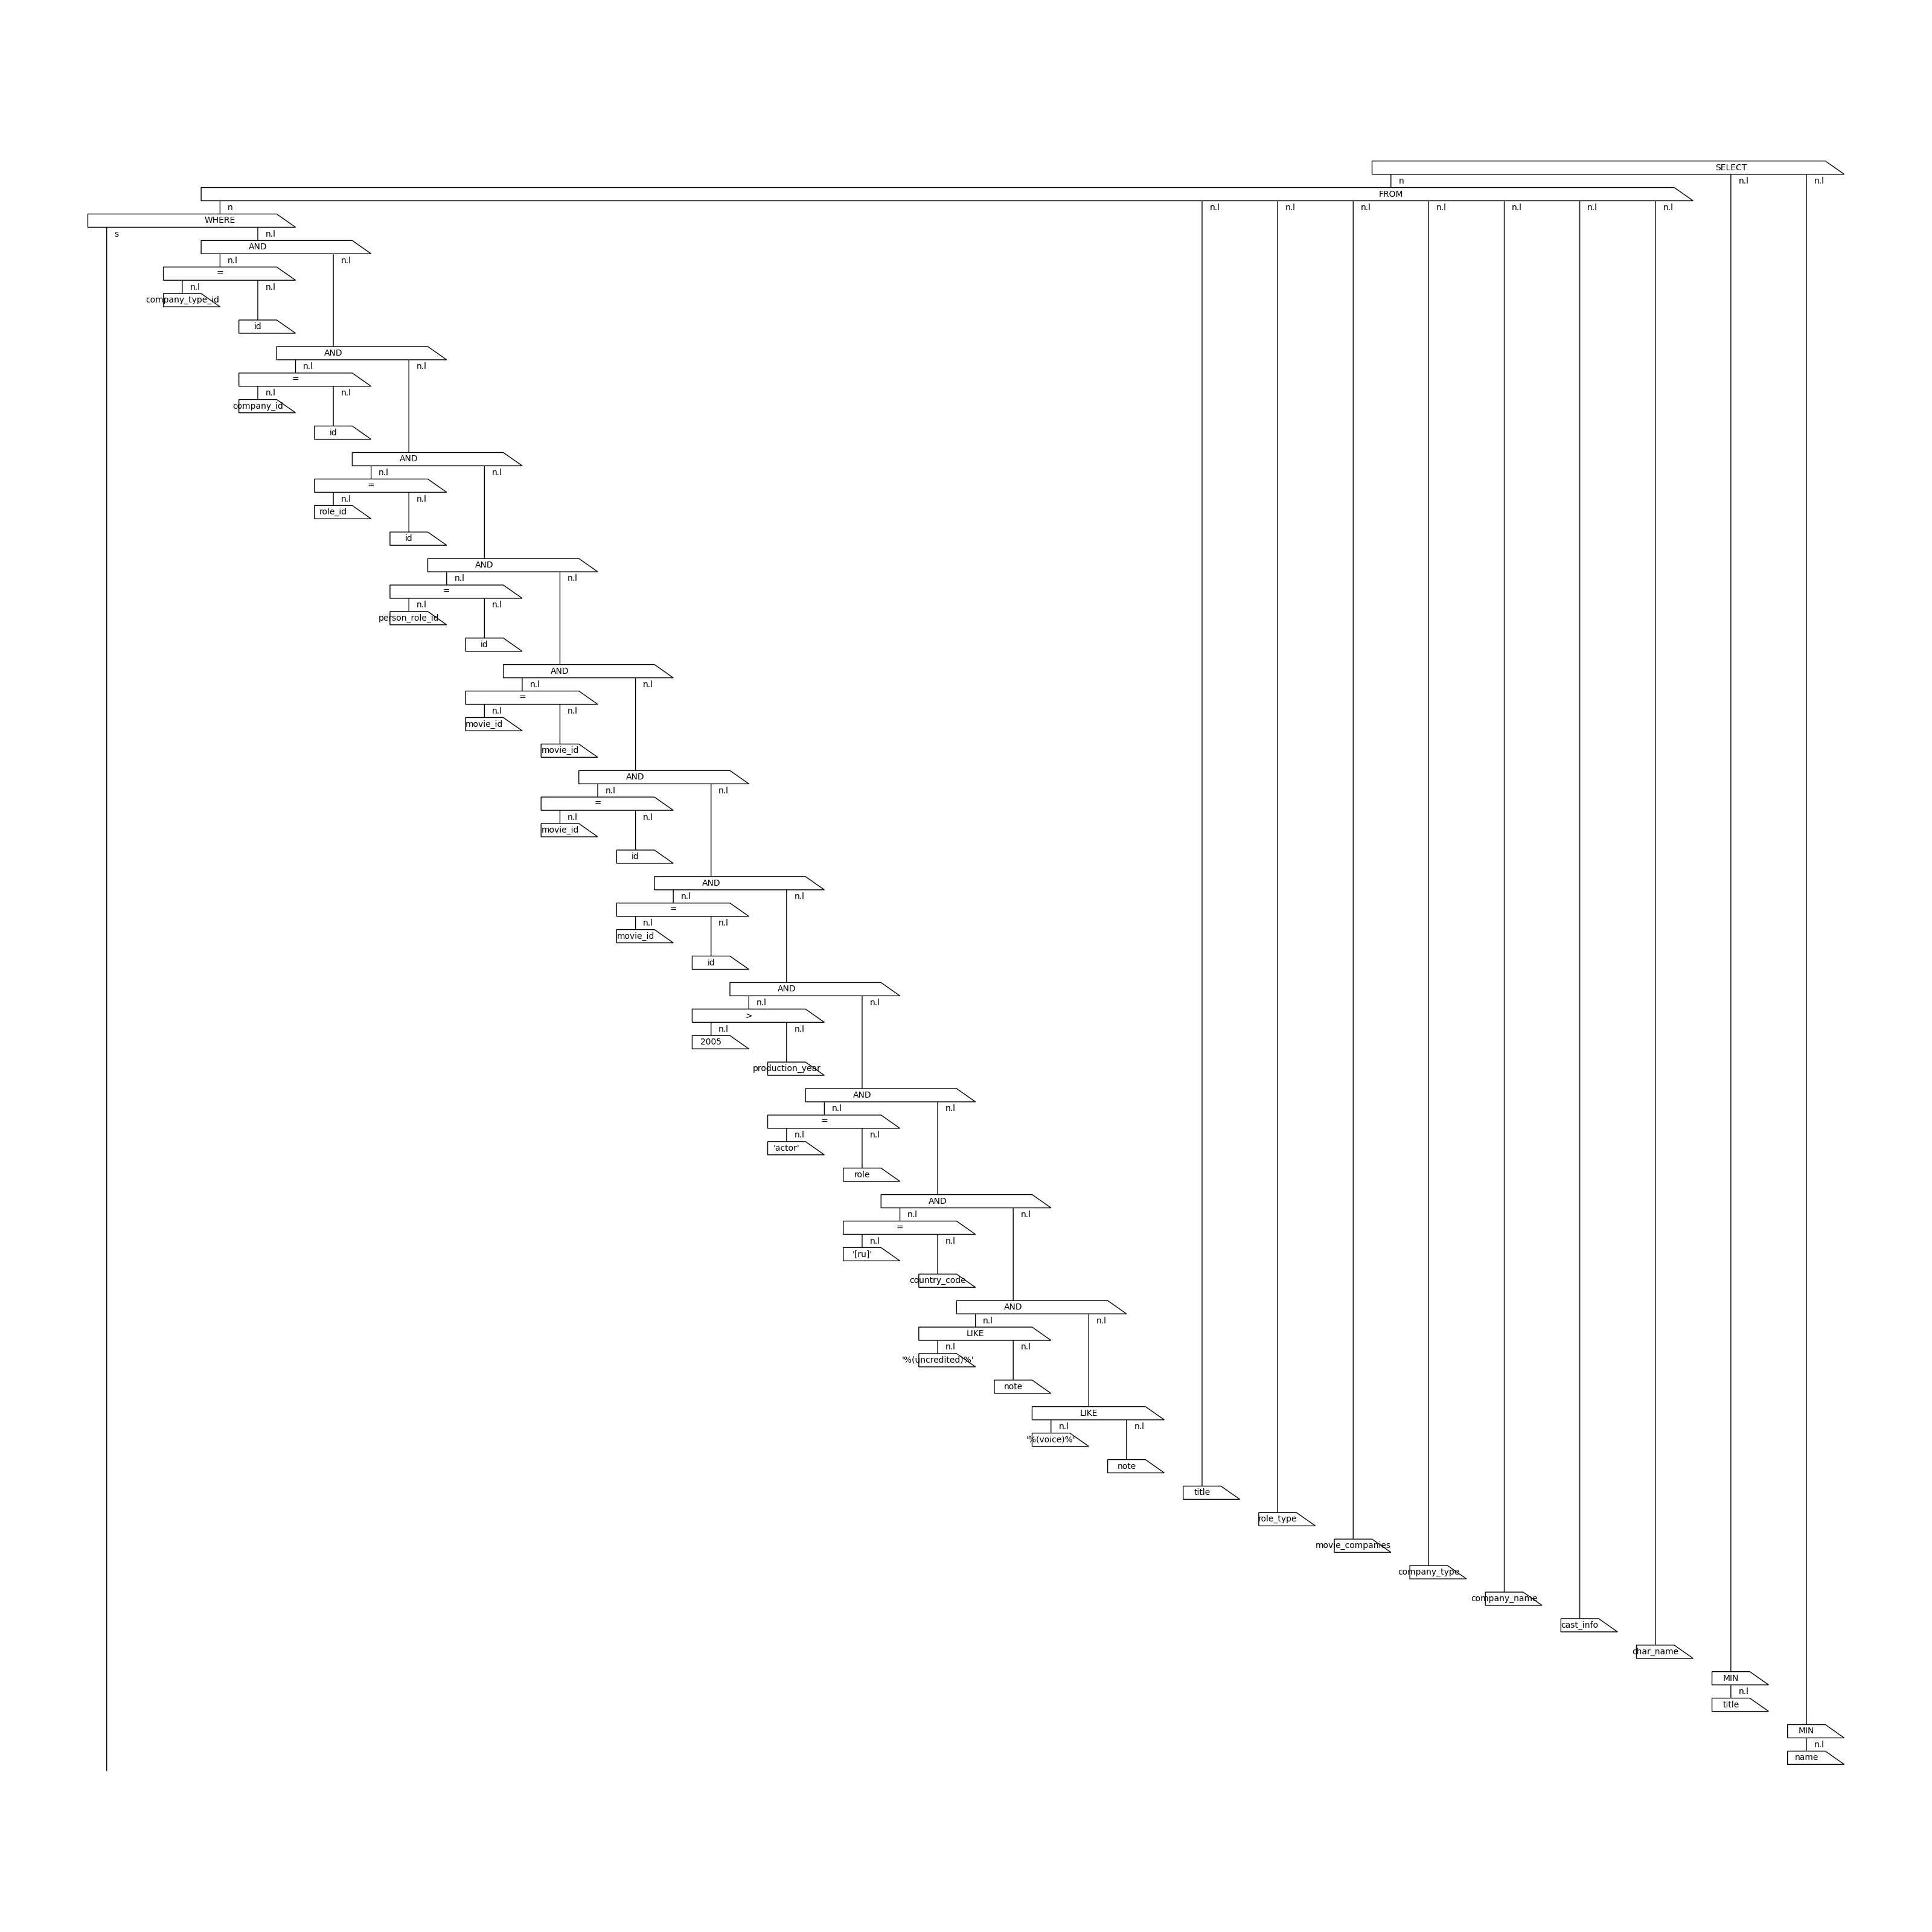 SELECT
n n.l n.l
FROM
n n.l n.l n.l n.l n.l n.l n.l
WHERE
s n.l
AND
n.l n.l
=
n.l n.l
company_type_id
id
AND
n.l n.l
=
n.l n.l
company_id
id
AND
n.l n.l
=
n.l n.l
role_id
id
AND
n.l n.l
=
n.l n.l
person_role_id
id
AND
n.l n.l
=
n.l n.l
movie_id
movie_id
AND
n.l n.l
=
n.l n.l
movie_id
id
AND
n.l n.l
=
n.l n.l
movie_id
id
AND
n.l n.l
>
n.l n.l
2005
production_year
AND
n.l n.l
=
n.l n.l
'actor'
role
AND
n.l n.l
=
n.l n.l
'[ru]'
country_code
AND
n.l n.l
LIKE
n.l n.l
'%(uncredited)%'
note
LIKE
n.l n.l
'%(voice)%'
note
title
role_type
movie_companies
company_type
company_name
cast_info
char_name
MIN
n.l
title
MIN
n.l
name